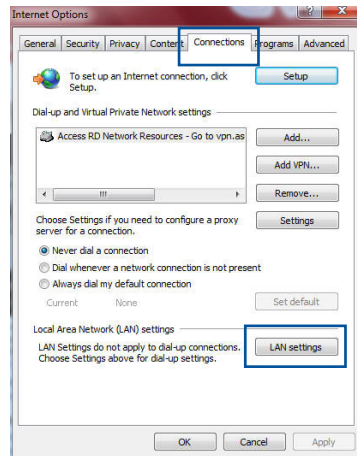 Internet Options
General Security Privacy Content Connections Programs Advanced
To set up an Internet connection, click
Setup.
Setup
Dial-up and Virtual Private Network settings
Access RD Network Resources - Go to vpn.as
Add...
Add VPN...
Remove...
Choose Settings if you need to configure a proxy
server for a connection.
Settings
Never dial a connection
Dial whenever a network connection is not present
Always dial my default connection
Current None
Set default
Local Area Network (LAN) settings
LAN Settings do not apply to dial-up connections.
Choose Settings above for dial-up settings.
LAN settings
OK Cancel Apply